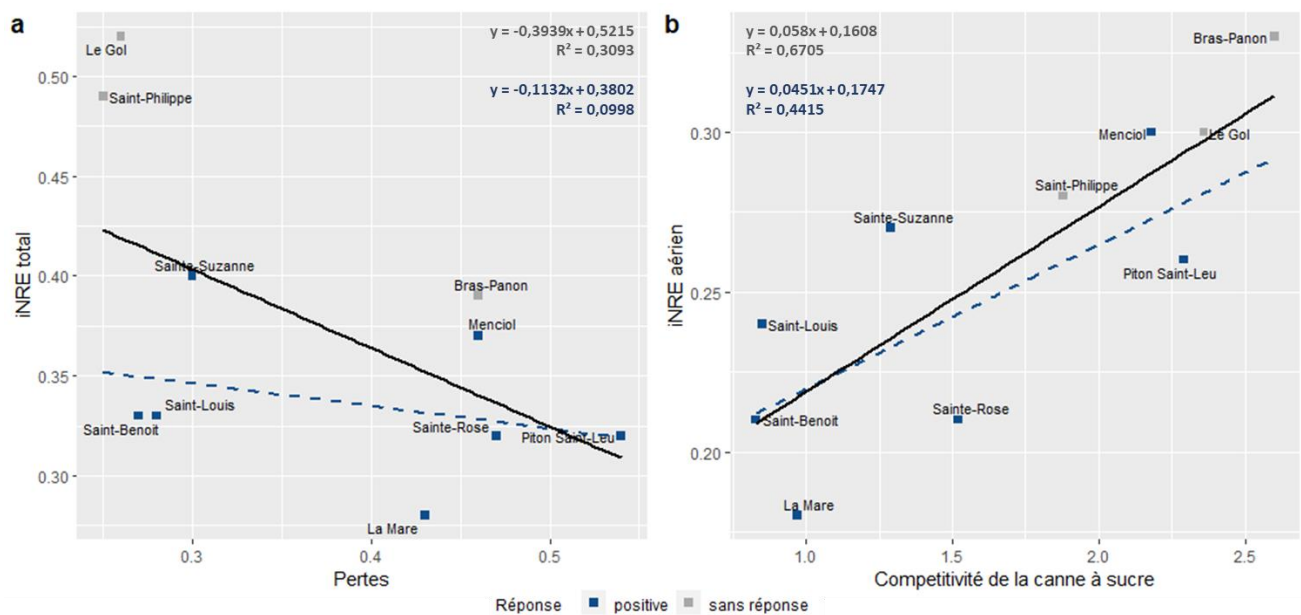 a
y = -0,3939x + 0,5215
R² = 0,3093
y = -0,1132x + 0,3802
R² = 0,0998
Le Gol
Saint-Philippe
Sainte-Suzanne
Bras-Panon
Menciol
Saint-Louis
Saint-Benoit
Sainte-Rose
Piton Saint-Leu
La Mare
0.50
0.45
0.40
0.35
0.30
iNRE total
0.3
0.4
0.5
Pertes
b
y = 0,058x + 0,1608
R² = 0,6705
y = 0,0451x + 0,1747
R² = 0,4415
Bras-Panon
Menciol
Le Gol
Saint-Philippe
Sainte-Suzanne
Piton Saint-Leu
Saint-Louis
Saint-Benoit
Sainte-Rose
La Mare
0.30
0.25
0.20
iNRE aérien
1.0
1.5
2.0
2.5
Competitivité de la canne à sucre
Réponse positive sans réponse